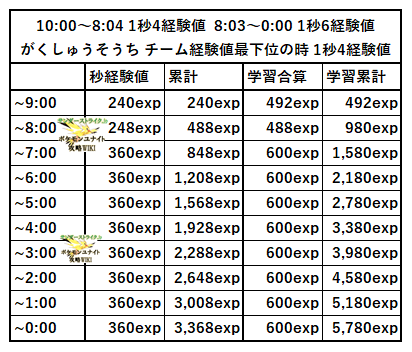 10:00～8:04 1秒4経験値 8:03～0:00 1秒6経験値
がくしゅうそうち チーム経験値最下位の時 1秒4経験値
秒経験値 累計 学習合算 学習累計
~9:00 240exp 240exp 492exp 492exp
~8:00 248exp 488exp 488exp 980exp
~7:00 360exp 848exp 600exp 1,580exp
~6:00 360exp 1,208exp 600exp 2,180exp
~5:00 360exp 1,568exp 600exp 2,780exp
~4:00 360exp 1,928exp 600exp 3,380exp
~3:00 360exp 2,288exp 600exp 3,980exp
~2:00 360exp 2,648exp 600exp 4,580exp
~1:00 360exp 3,008exp 600exp 5,180exp
~0:00 360exp 3,368exp 600exp 5,780exp
ポケモンユナイト
攻略WIKI
ポケモンユナイト
攻略WIKI